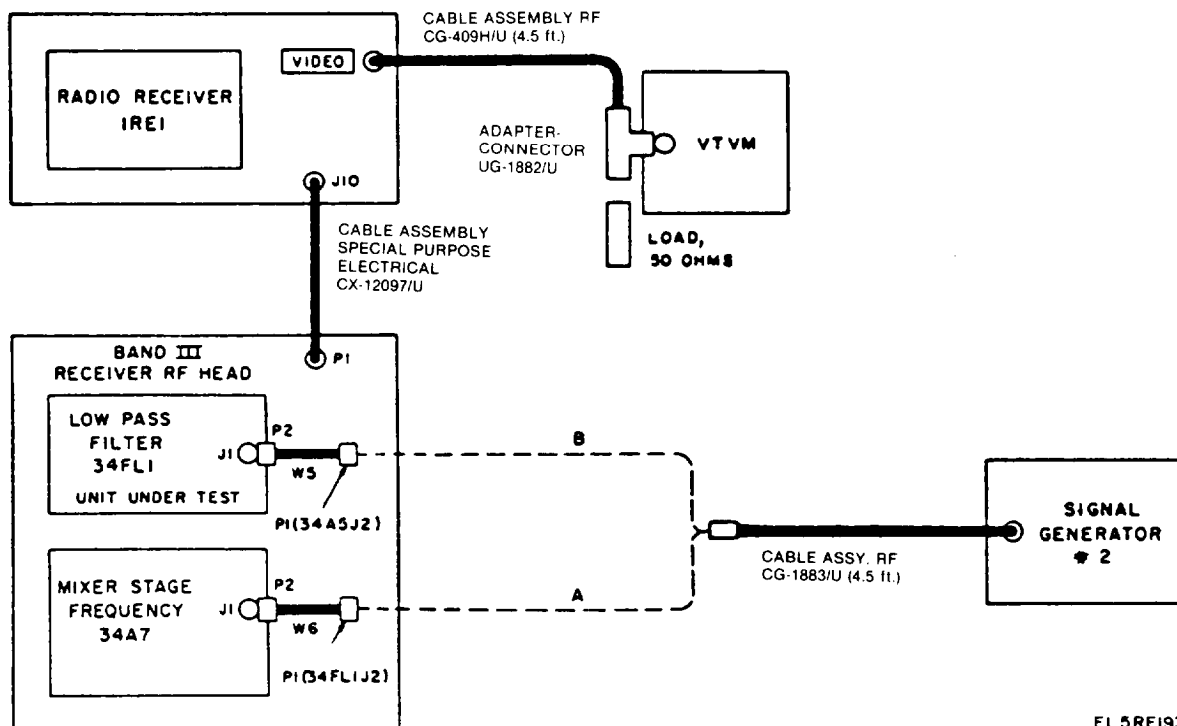 CABLE ASSEMBLY RF
CG-409H/U (4.5 ft.)
VIDEO
RADIO RECEIVER
1RE1
ADAPTER-
CONNECTOR
UG-1882/U
VTVM
J10
CABLE ASSEMBLY
SPECIAL PURPOSE
ELECTRICAL
CX-12097/U
LOAD,
50 OHMS
BAND III
RECEIVER RF HEAD
P1
LOW PASS
FILTER
34FL1
J1
P2
W5
UNIT UNDER TEST
P1(34A5J2)
B
SIGNAL
GENERATOR
# 2
CABLE ASSY. RF
CG-1883/U (4.5 ft.)
MIXER STAGE
FREQUENCY
34A7
J1
P2
W6
A
P1(34FL1J2)